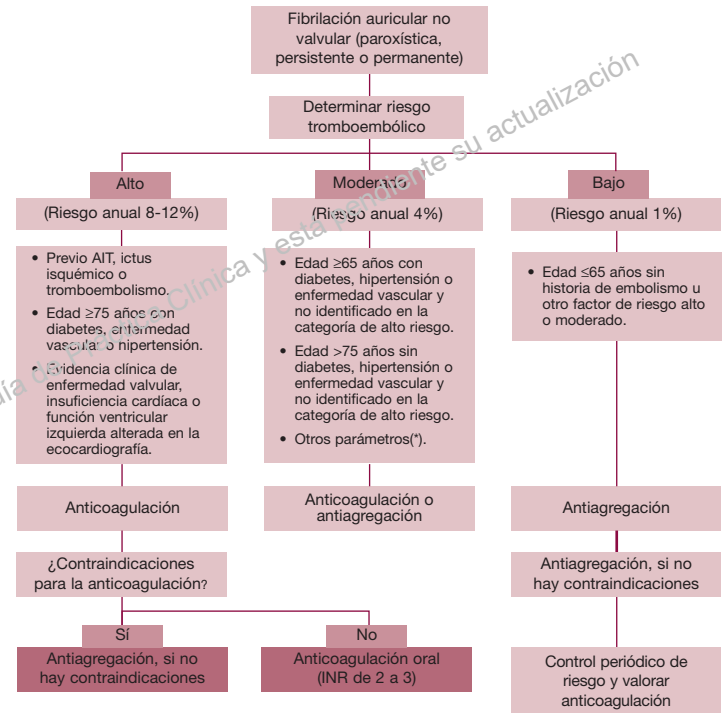 Fibrilación auricular no
valvular (paroxística,
persistente o permanente)
Determinar riesgo
tromboembólico
Alto
(Riesgo anual 8-12%)
• Previo AIT, ictus
isquémico o
tromboembolismo.
• Edad ≥75 años con
diabetes, enfermedad
vascular o hipertensión.
• Evidencia clínica de
enfermedad valvular,
insuficiencia cardíaca o
función ventricular
izquierda alterada en la
ecocardiografía.
Anticoagulación
¿Contraindicaciones
para la anticoagulación?
Sí
Antiagregación, si no
hay contraindicaciones
No
Anticoagulación oral
(INR de 2 a 3)
Moderado
(Riesgo anual 4%)
• Edad ≥65 años con
diabetes, hipertensión o
enfermedad vascular y
no identificado en la
categoría de alto riesgo.
• Edad >75 años sin
diabetes, hipertensión o
enfermedad vascular y
no identificado en la
categoría de alto riesgo.
• Otros parámetros(*).
Anticoagulación o
antiagregación
Bajo
(Riesgo anual 1%)
• Edad ≤65 años sin
historia de embolismo u
otro factor de riesgo alto
o moderado.
Antiagregación
Antiagregación, si no
hay contraindicaciones
Control periódico de
riesgo y valorar
anticoagulación
ía de Práctica Clínica y está pendiente su actualización